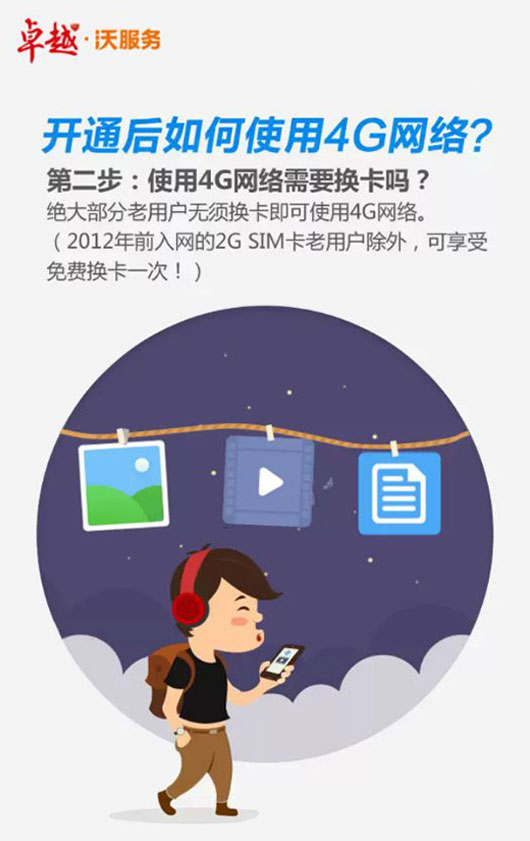 卓越·沃服务
开通后如何使用4G网络?
第二步：使用4G网络需要换卡吗？
绝大部分老用户无须换卡即可使用4G网络。
（2012年前入网的2G SIM卡老用户除外，可享受
免费换卡一次！）